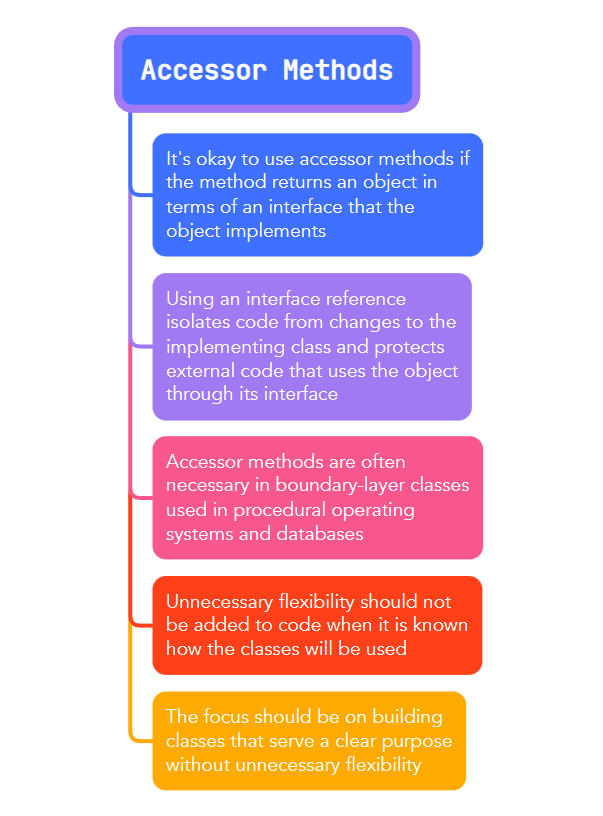 Accessor Methods
It's okay to use accessor methods if
the method returns an object in
terms of an interface that the
object implements
Using an interface reference
isolates code from changes to the
implementing class and protects
external code that uses the object
through its interface
Accessor methods are often
necessary in boundary-layer classes
used in procedural operating
systems and databases
Unnecessary flexibility should not
be added to code when it is known
how the classes will be used
The focus should be on building
classes that serve a clear purpose
without unnecessary flexibility